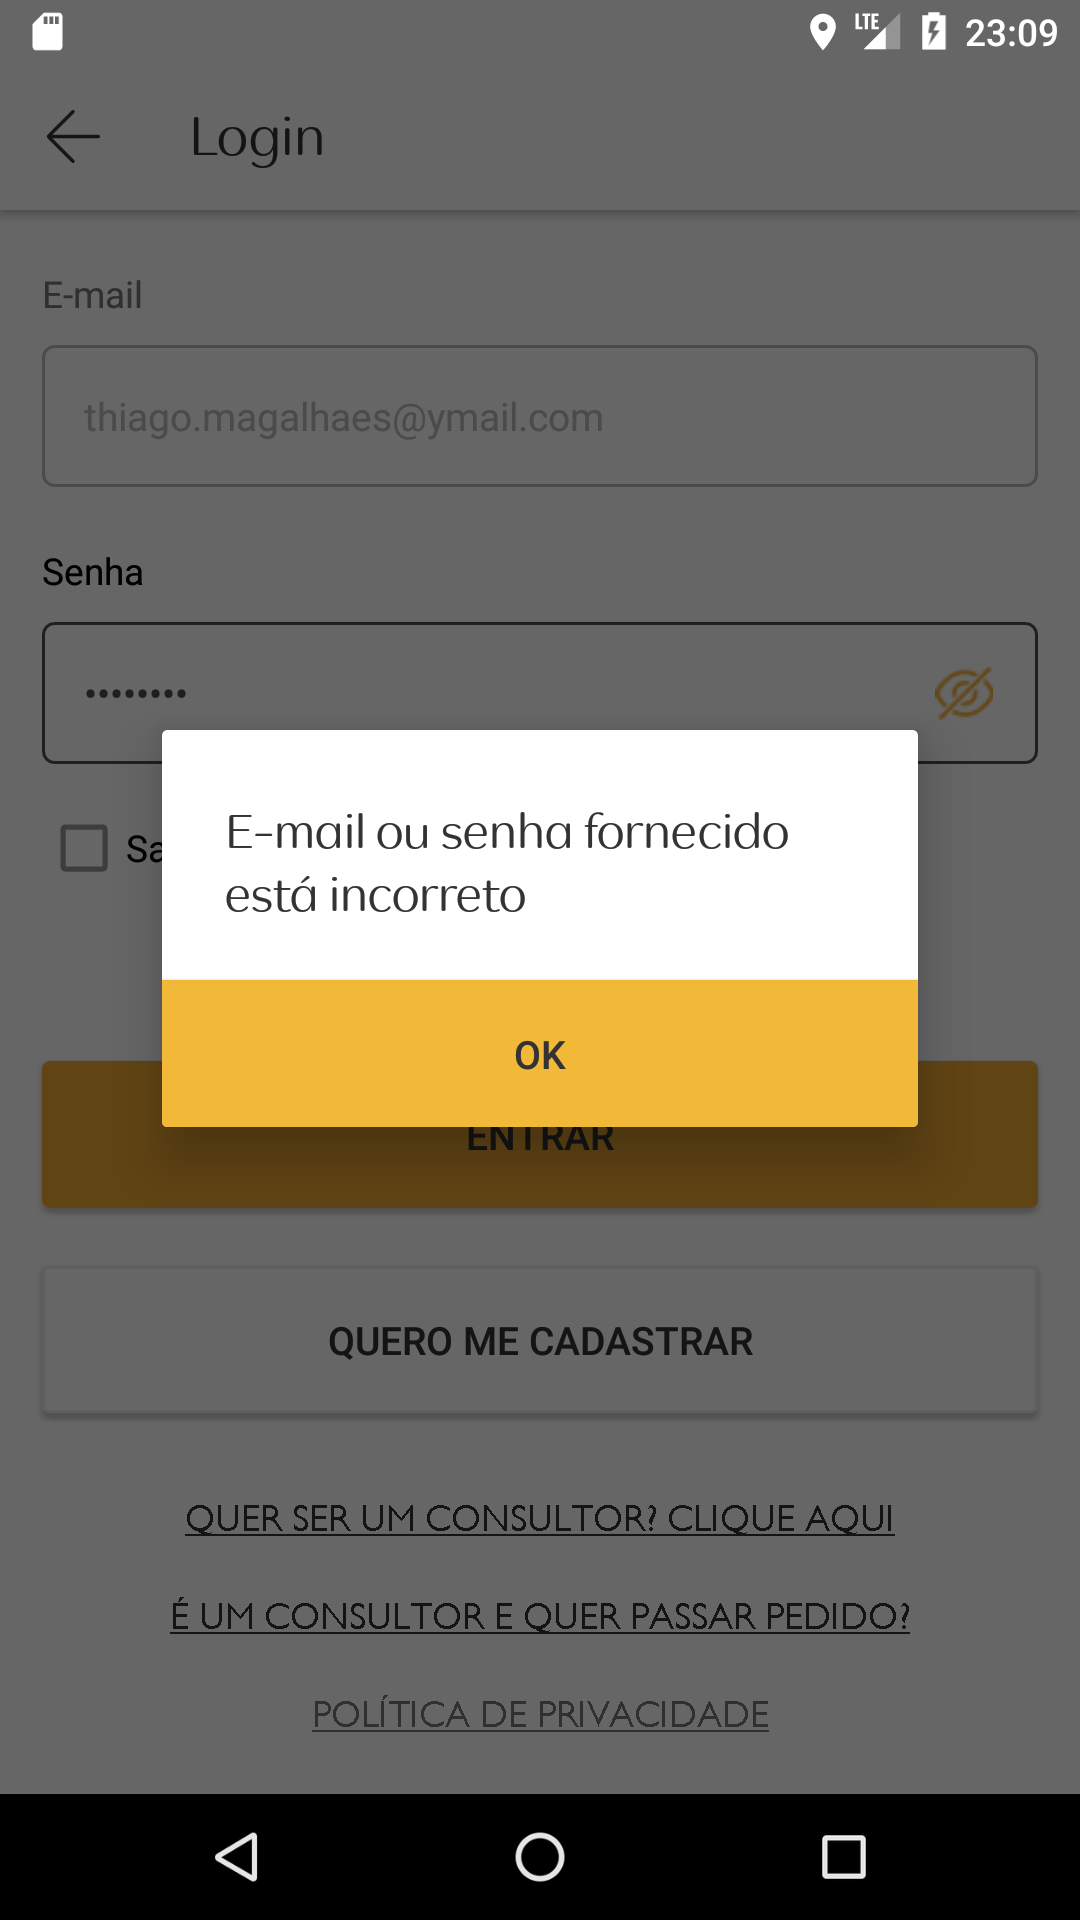 LTE 23:09
Login
E-mail
thiago.magalhaes@ymail.com
Senha
••••••••
E-mail ou senha fornecido
está incorreto
OK
ENTRAR
QUERO ME CADASTRAR
QUER SER UM CONSULTOR? CLIQUE AQUI
É UM CONSULTOR E QUER PASSAR PEDIDO?
POLÍTICA DE PRIVACIDADE